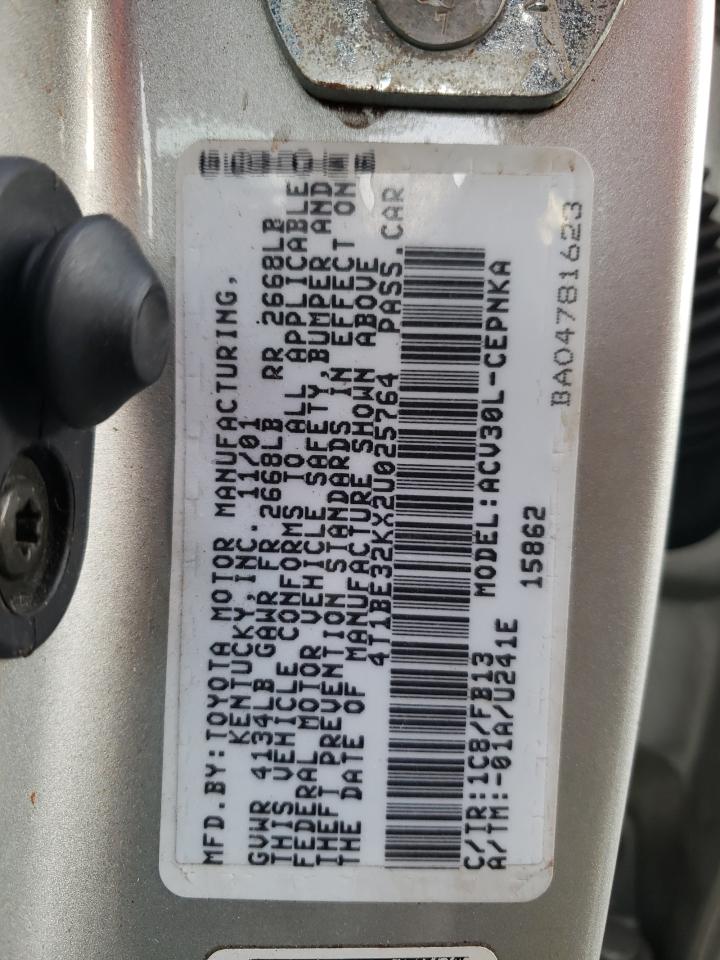 MFD.BY:TOYOTA MOTOR MANUFACTURING,
KENTUCKY,INC. 11/01
GVWR 4134LB GAWR FR 2668LB RR 2668LB
THIS VEHICLE CONFORMS TO ALL APPLICABLE
FEDERAL MOTOR VEHICLE SAFETY,BUMPER AND
THEFT PREVENTION STANDARDS IN EFFECT ON
THE DATE OF MANUFACTURE SHOWN ABOVE
4T1BE32KX2U025764 PASS.CAR
C/TR:1C8/FB13 MODEL:ACV30L-CEPNKA
A/TM:-01A/U241E 15862
BA04781623